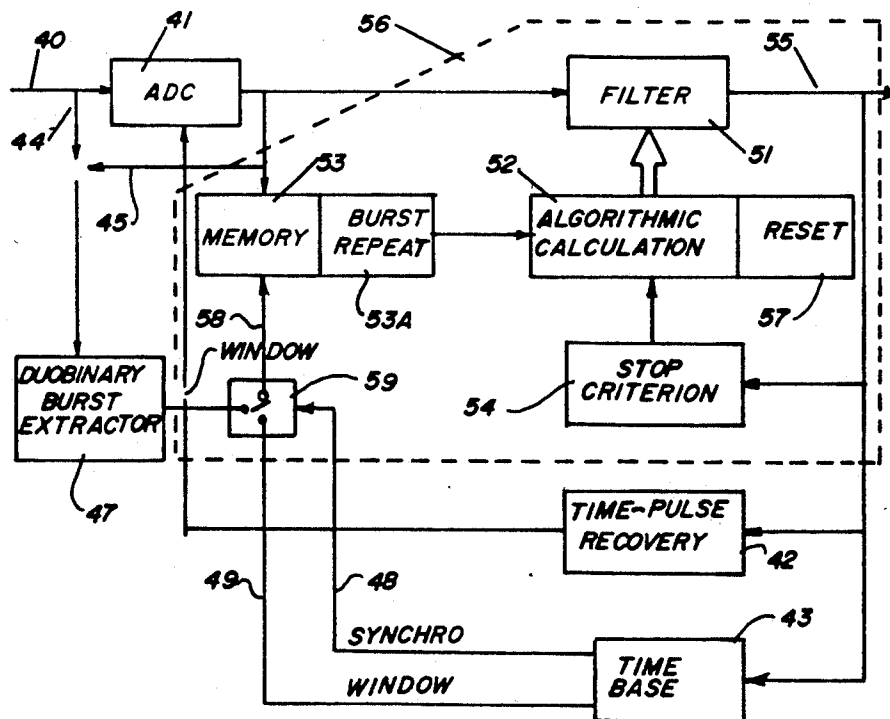 40
41
56
55
ADC
FILTER
44
51
45
53
52
MEMORY
BURST
REPEAT
ALGORITHMIC
CALCULATION
RESET
58
53A
57
WINDOW
59
DUOBINARY
BURST
EXTRACTOR
STOP
CRITERION
54
47
TIME-PULSE
RECOVERY
42
49
48
43
SYNCHRO
TIME
BASE
WINDOW